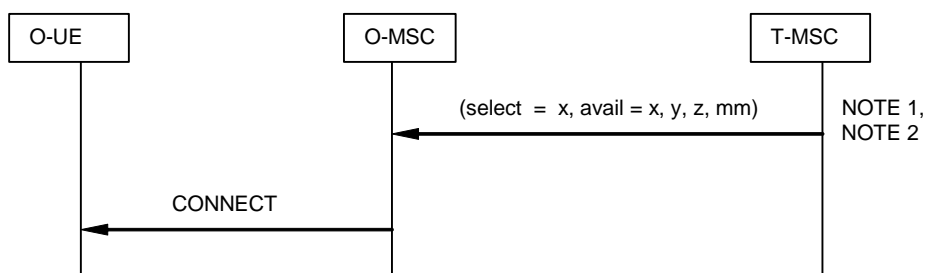 O-UE
O-MSC
T-MSC
(select = x, avail = x, y, z, mm)
NOTE 1,
NOTE 2
CONNECT